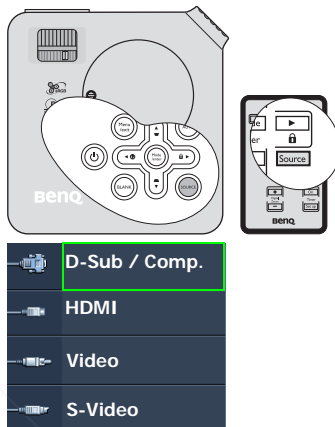 Menu
/exit
Mode
/enter
BLANK
SOURCE
BenQ
Source
BenQ
D-Sub / Comp.
HDMI
Video
S-Video